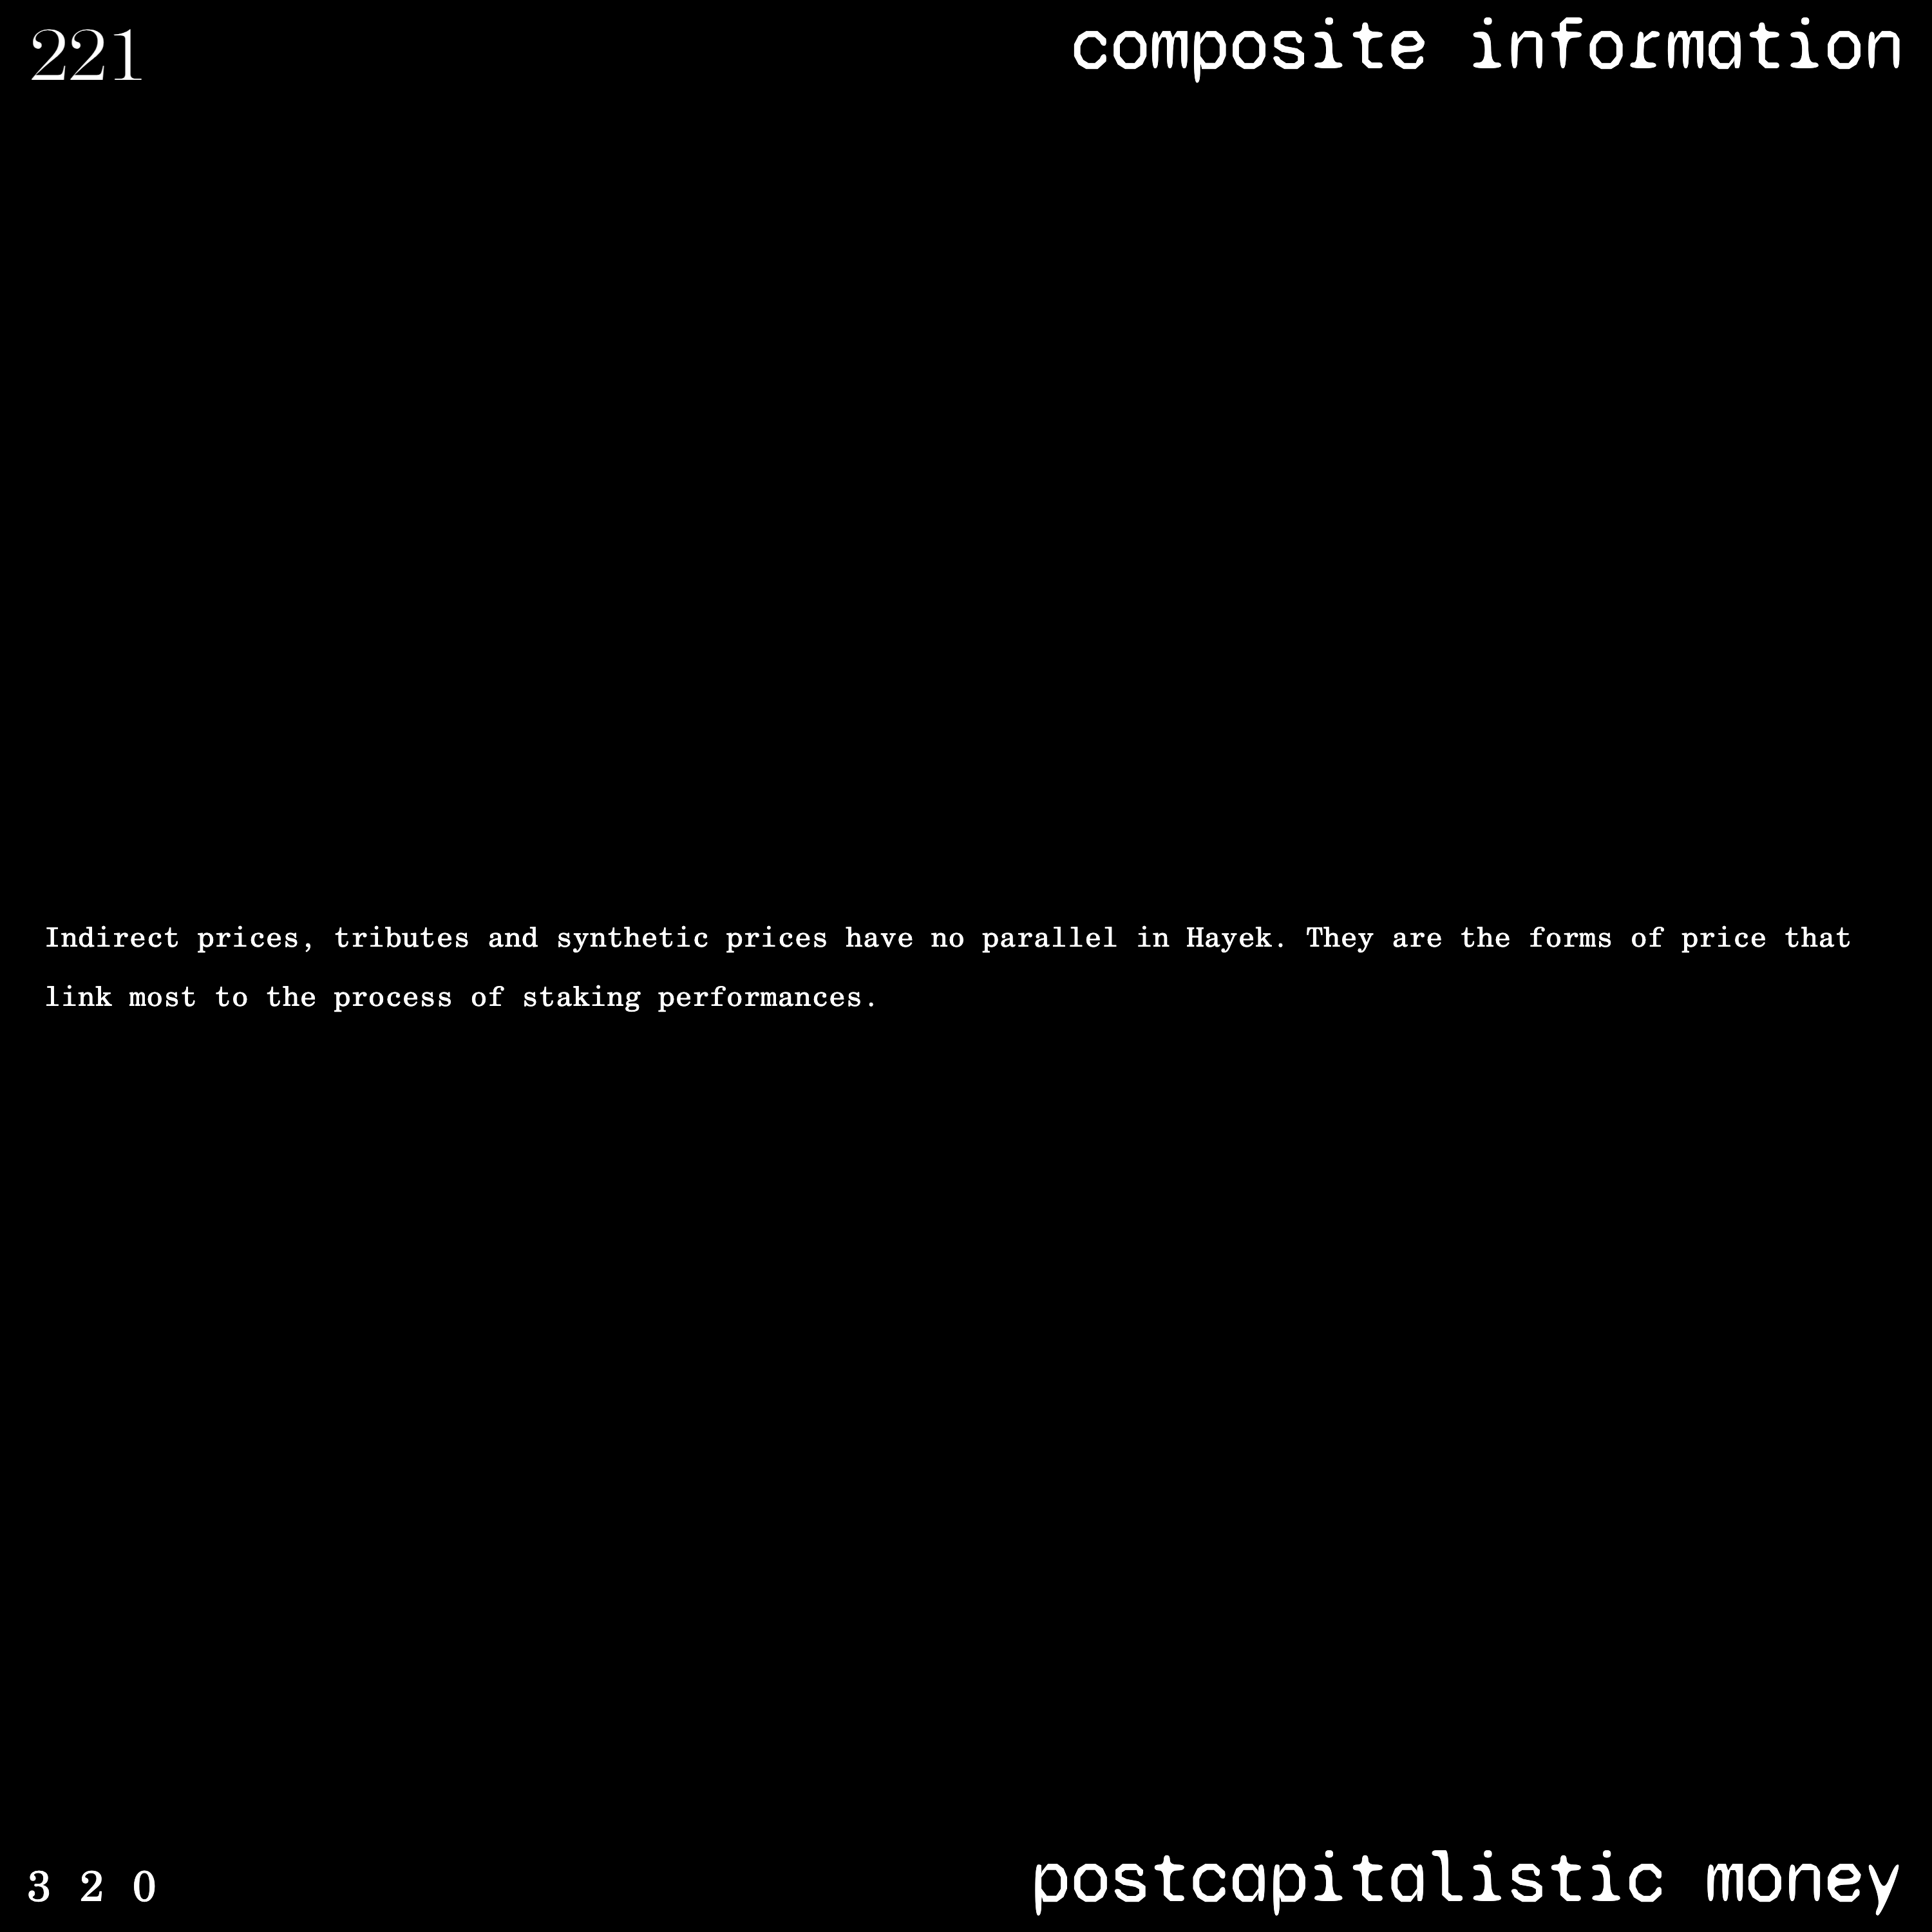 221
composite information
Indirect prices, tributes and synthetic prices have no parallel in Hayek. They are the forms of price that
link most to the process of staking performances.
3 2 0
postcapitalistic money